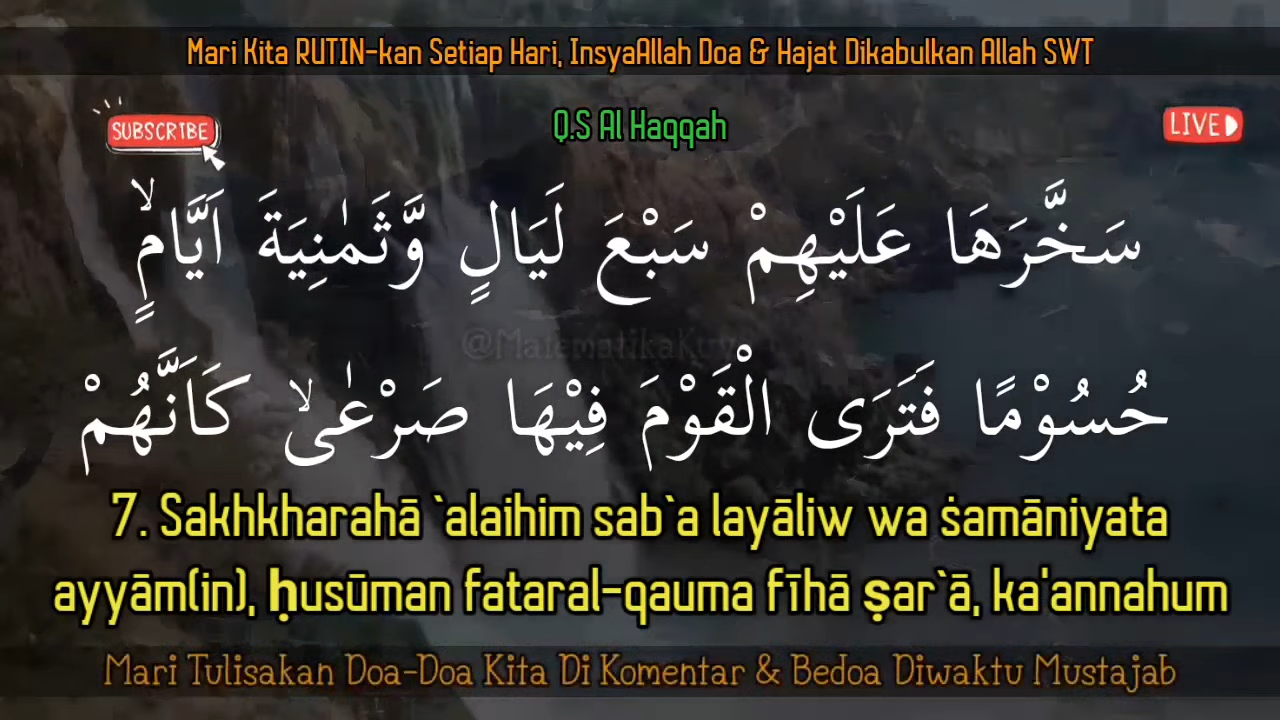 Mari Kita RUTIN-kan Setiap Hari, InsyaAllah Doa & Hajat Dikabulkan Allah SWT
SUBSCRIBE
Q.S Al Haqqah
LIVE
سَخَّرَهَا عَلَيْهِمْ سَبْعَ لَيَالٍ وَّثَمٰنِيَةَ اَيَّامٍۙ
@MatematikaKuy
حُسُوْمًا فَتَرَى الْقَوْمَ فِيْهَا صَرْعٰىۙ كَاَنَّهُمْ
7. Sakhkharahā `alaihim sab`a layāliw wa ṡamāniyata
ayyām(in), ḥusūman fataral-qauma fīhā ṣar`ā, ka'annahum
Mari Tulisakan Doa-Doa Kita Di Komentar & Bedoa Diwaktu Mustajab